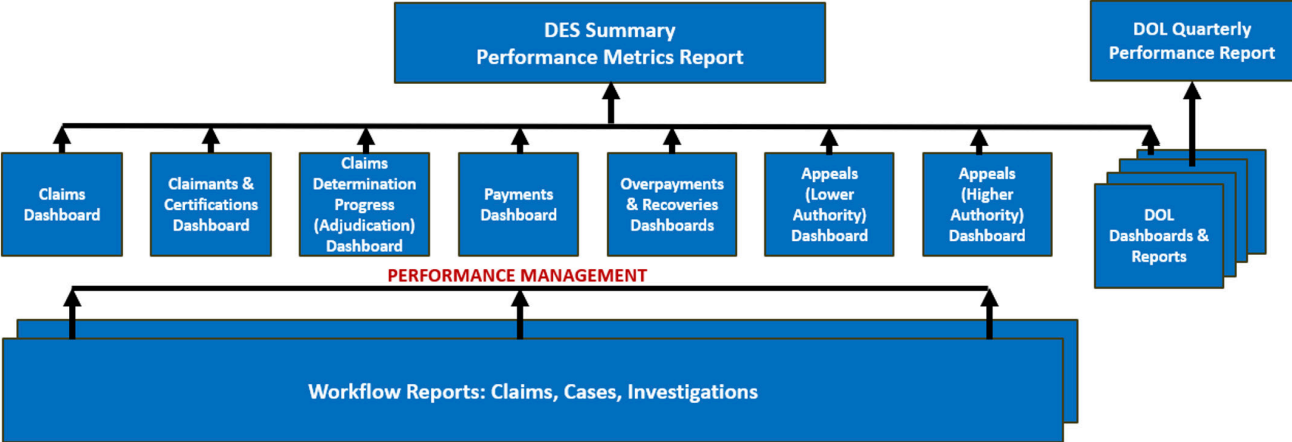 DES Summary
Performance Metrics Report
DOL Quarterly
Performance Report
Claims
Dashboard
Claimants &
Certifications
Dashboard
Claims
Determination
Progress
(Adjudication)
Dashboard
Payments
Dashboard
Overpayments
& Recoveries
Dashboards
Appeals
(Lower
Authority)
Dashboard
Appeals
(Higher
Authority)
Dashboard
DOL
Dashboards &
Reports
PERFORMANCE MANAGEMENT
Workflow Reports: Claims, Cases, Investigations